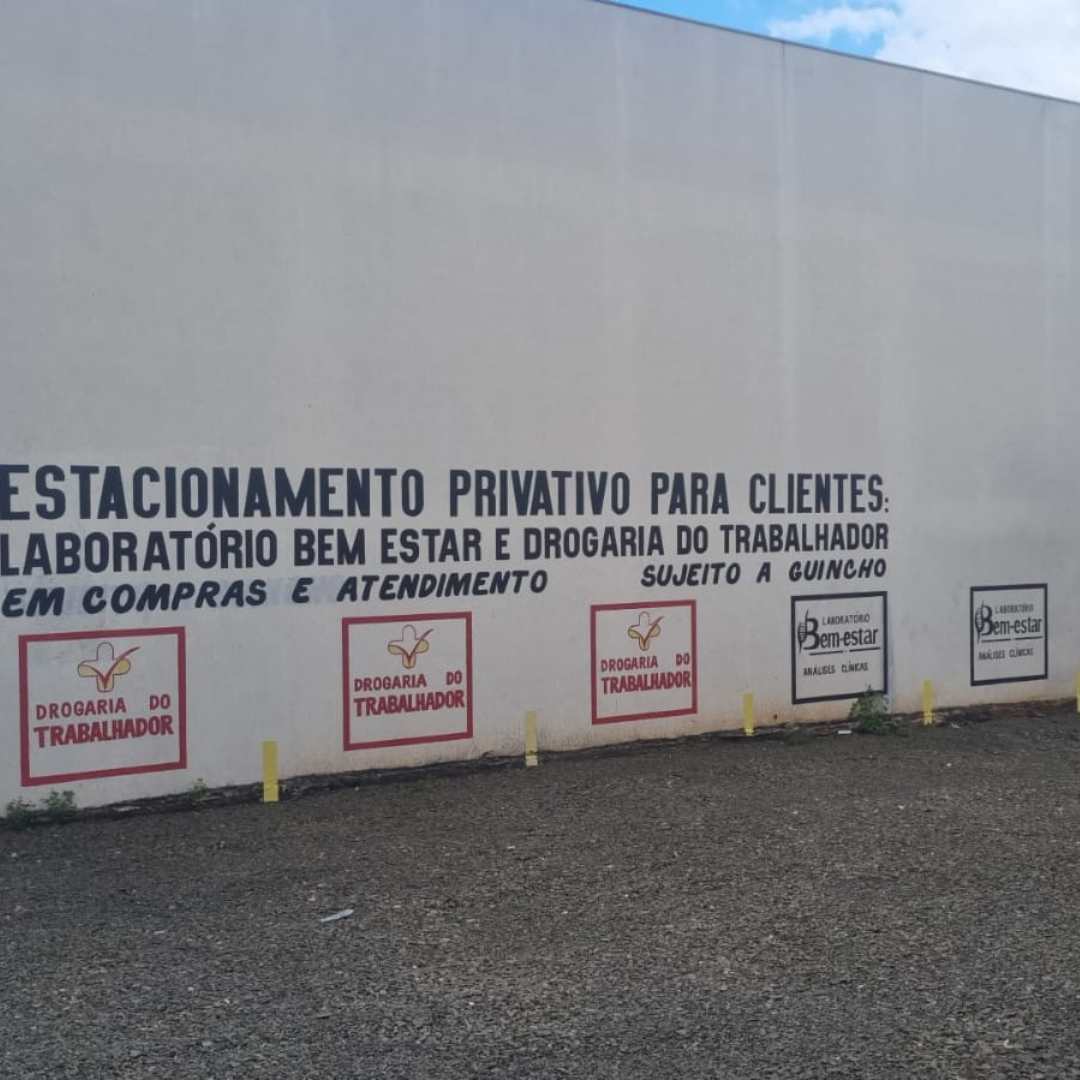 ESTACIONAMENTO PRIVATIVO PARA CLIENTES:
LABORATÓRIO BEM ESTAR E DROGARIA DO TRABALHADOR
EM COMPRAS E ATENDIMENTO SUJEITO A GUINCHO
DROGARIA DO
TRABALHADOR
DROGARIA DO
TRABALHADOR
DROGARIA DO
TRABALHADOR
LABORATÓRIO
Bem-estar
ANÁLISES CLÍNICAS
LABORATÓRIO
Bem-estar
ANÁLISES CLÍNICAS